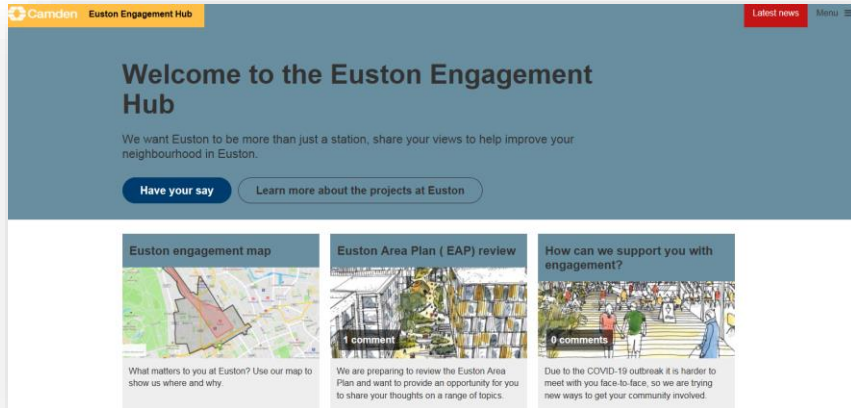 Camden Euston Engagement Hub
Latest news Menu
Welcome to the Euston Engagement
Hub
We want Euston to be more than just a station, share your views to help improve your
neighbourhood in Euston.
Have your say Learn more about the projects at Euston
Euston engagement map
What matters to you at Euston? Use our map to
show us where and why.
Euston Area Plan ( EAP) review
1 comment
We are preparing to review the Euston Area
Plan and want to provide an opportunity for you
to share your thoughts on a range of topics.
How can we support you with
engagement?
0 comments
Due to the COVID-19 outbreak it is harder to
meet with you face-to-face, so we are trying
new ways to get your community involved.